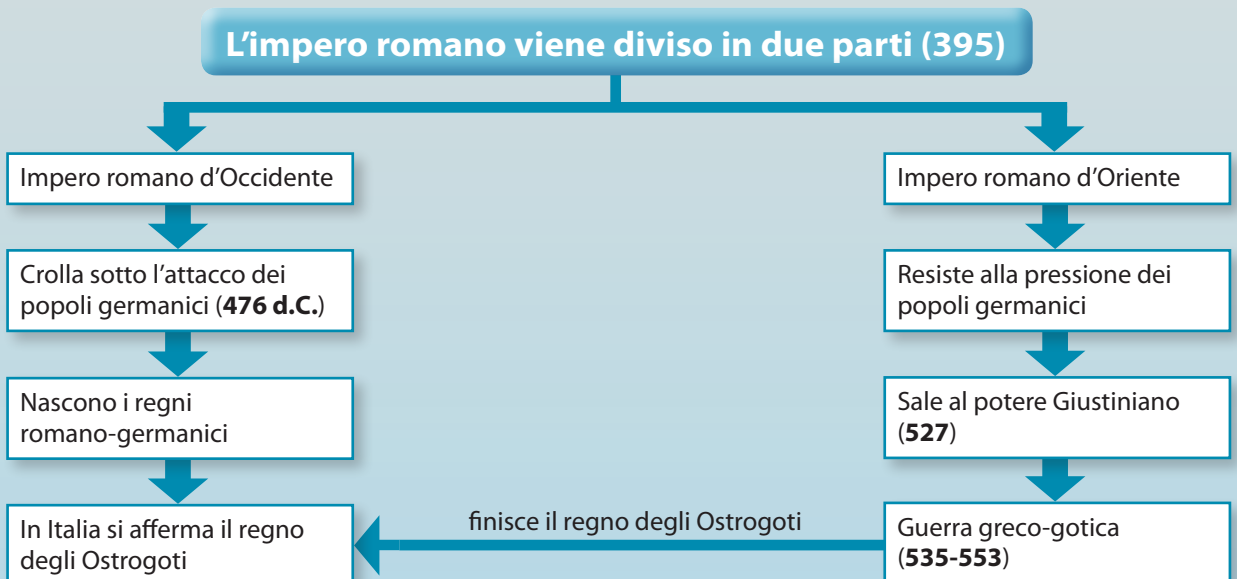 L'impero romano viene diviso in due parti (395)
Impero romano d'Occidente
Crolla sotto l'attacco dei
popoli germanici (476 d.C.)
Nascono i regni
romano-germanici
In Italia si afferma il regno
degli Ostrogoti
Impero romano d'Oriente
Resiste alla pressione dei
popoli germanici
Sale al potere Giustiniano
(527)
Guerra greco-gotica
(535-553)
finisce il regno degli Ostrogoti